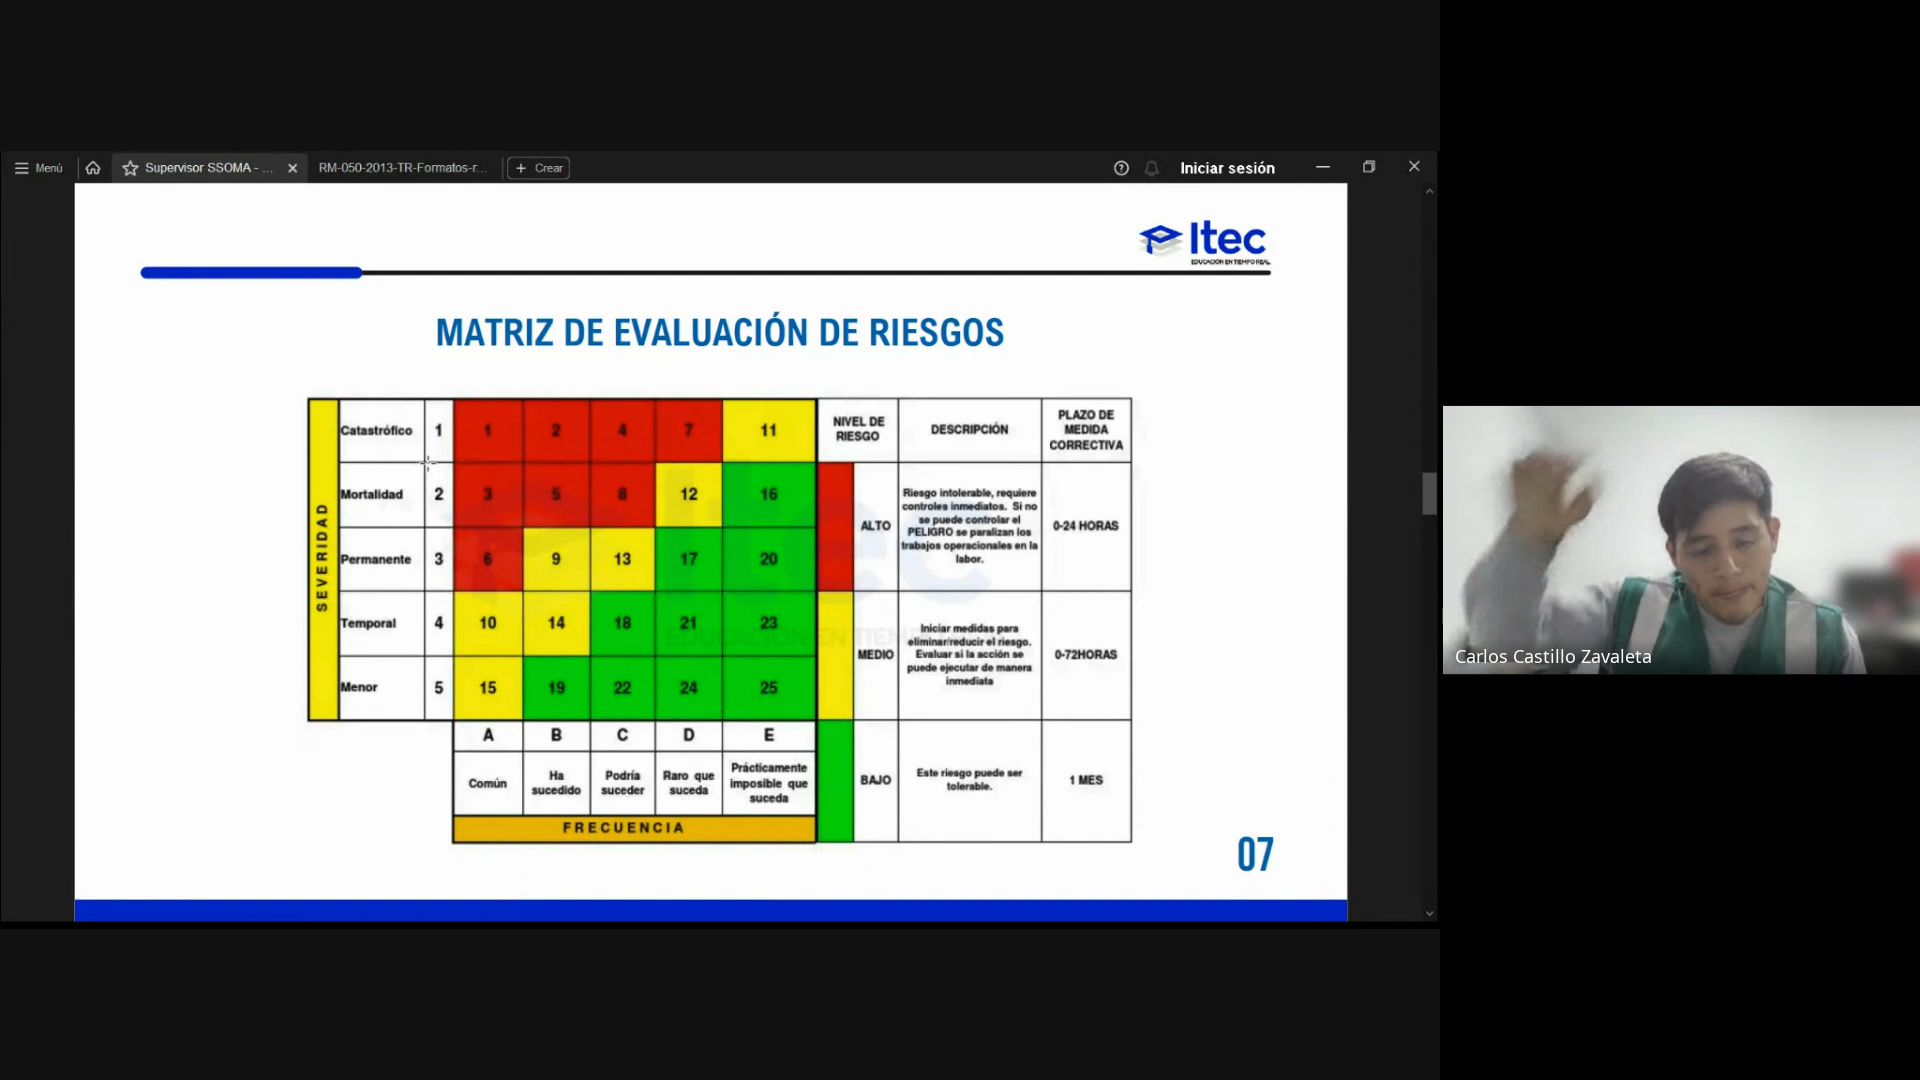 Menú
Supervisor SSOMA - ...
RM-050-2013-TR-Formatos-r...
+ Crear
Iniciar sesión
Itec
EDUCACIÓN EN TIEMPO REAL
MATRIZ DE EVALUACIÓN DE RIESGOS
SEVERIDAD
Catastrófico 1 1 2 4 7 11
Mortalidad 2 3 5 8 12 16
Permanente 3 6 9 13 17 20
Temporal 4 10 14 18 21 23
Menor 5 15 19 22 24 25
A B C D E
Común
Ha
sucedido
Podría
suceder
Raro que
suceda
Prácticamente
imposible que
suceda
FRECUENCIA
NIVEL DE
RIESGO
DESCRIPCIÓN
PLAZO DE
MEDIDA
CORRECTIVA
ALTO
Riesgo intolerable, requiere
controles inmediatos. Si no
se puede controlar el
PELIGRO se paralizan los
trabajos operacionales en la
labor.
0-24 HORAS
MEDIO
Iniciar medidas para
eliminar/reducir el riesgo.
Evaluar si la acción se
puede ejecutar de manera
inmediata
0-72HORAS
BAJO
Este riesgo puede ser
tolerable.
1 MES
07
Carlos Castillo Zavaleta